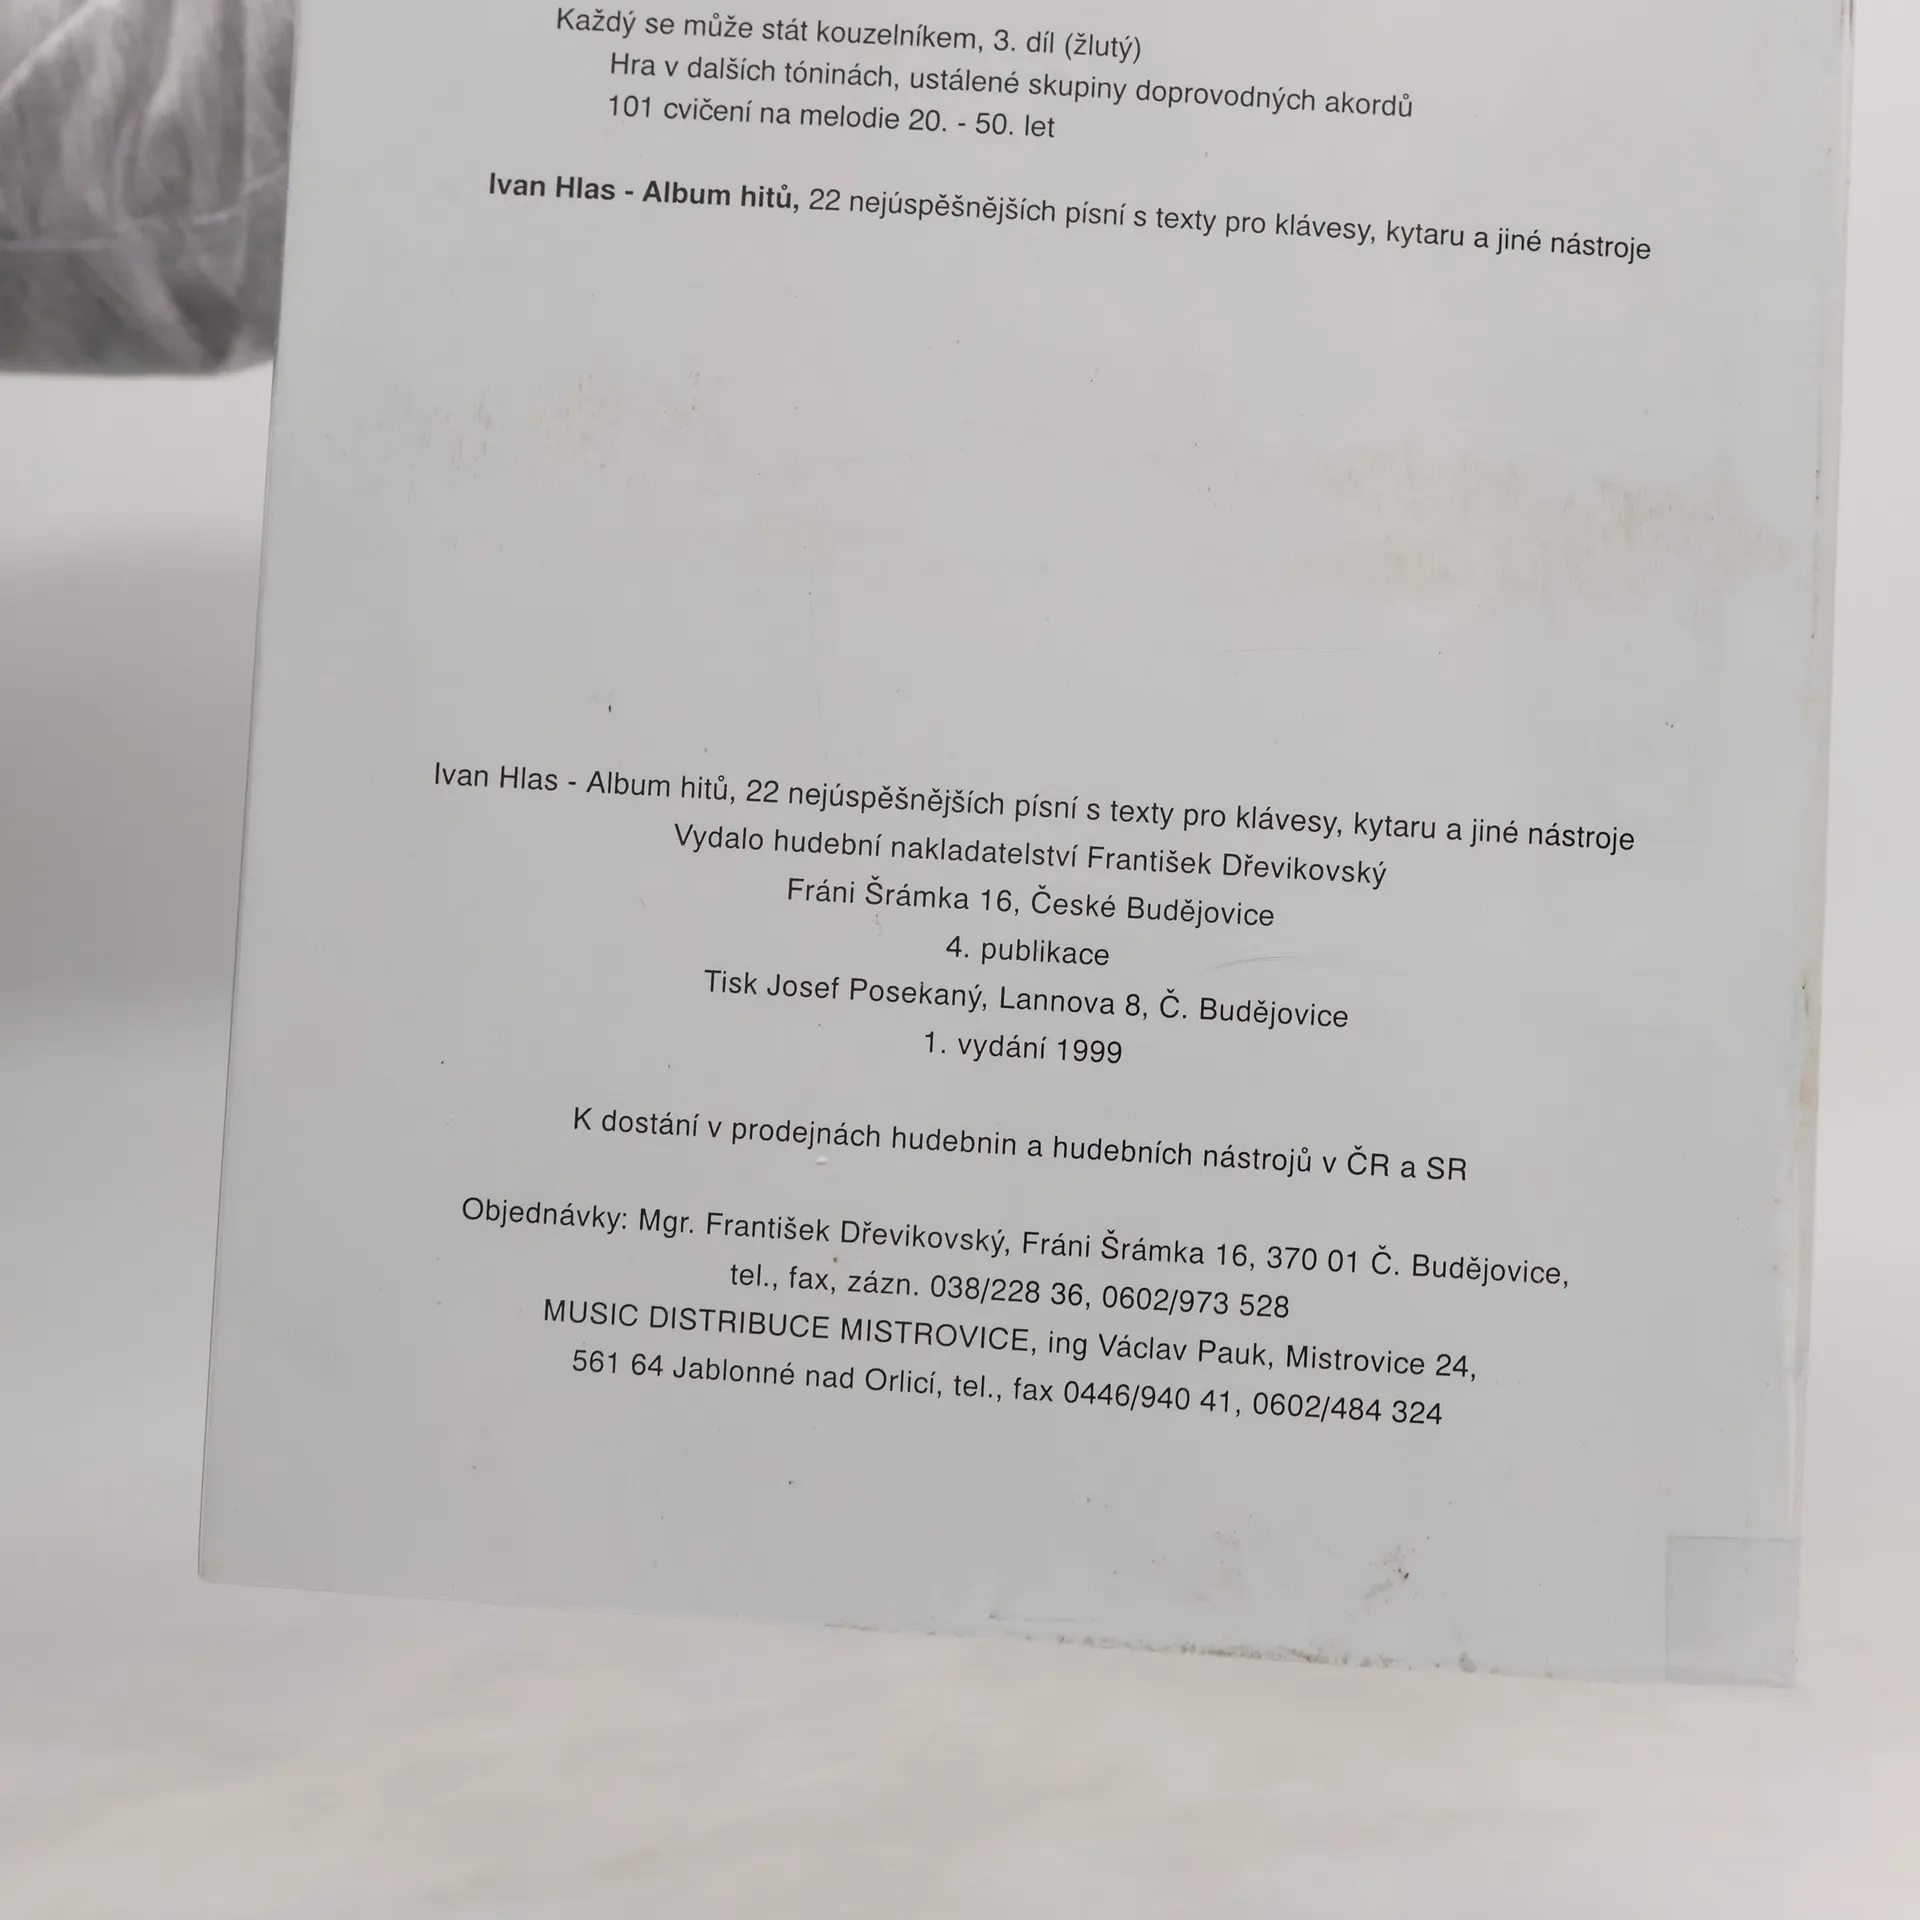 Každý se může stát kouzelníkem, 3. díl (žlutý)
Hra v dalších tóninách, ustálené skupiny doprovodných akordů
101 cvičení na melodie 20. - 50. let
Ivan Hlas - Album hitů, 22 nejúspěšnějších písní s texty pro klávesy, kytaru a jiné nástroje
Ivan Hlas - Album hitů, 22 nejúspěšnějších písní s texty pro klávesy, kytaru a jiné nástroje
Vydalo hudební nakladatelství František Dřevikovský
Fráni Šrámka 16, České Budějovice
4. publikace
Tisk Josef Posekaný, Lannova 8, Č. Budějovice
1. vydání 1999
K dostání v prodejnách hudebnin a hudebních nástrojů v ČR a SR
Objednávky: Mgr. František Dřevikovský, Fráni Šrámka 16, 370 01 Č. Budějovice,
tel., fax, zázn. 038/228 36, 0602/973 528
MUSIC DISTRIBUCE MISTROVICE, ing Václav Pauk, Mistrovice 24,
561 64 Jablonné nad Orlicí, tel., fax 0446/940 41, 0602/484 324